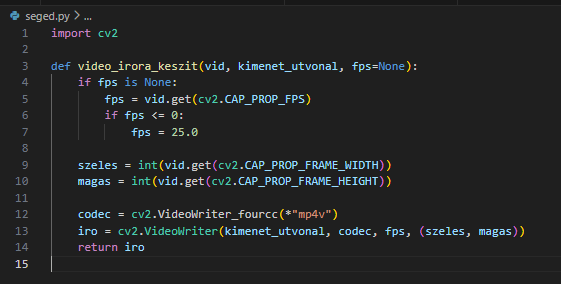 seged.py > ...
1 import cv2
2
3 def video_irora_keszit(vid, kimenet_utvonal, fps=None):
4     if fps is None:
5         fps = vid.get(cv2.CAP_PROP_FPS)
6         if fps <= 0:
7             fps = 25.0
8
9     szeles = int(vid.get(cv2.CAP_PROP_FRAME_WIDTH))
10     magas = int(vid.get(cv2.CAP_PROP_FRAME_HEIGHT))
11
12     codec = cv2.VideoWriter_fourcc(*"mp4v")
13     iro = cv2.VideoWriter(kimenet_utvonal, codec, fps, (szeles, magas))
14     return iro
15